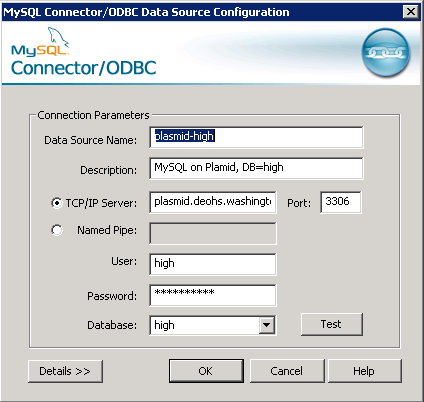 MySQL Connector/ODBC Data Source Configuration
MySQL
Connector/ODBC
Connection Parameters
Data Source Name: plasmid-high
Description: MySQL on Plamid, DB=high
TCP/IP Server: plasmid.deohs.washingt Port: 3306
Named Pipe:
User: high
Password: **********
Database: high Test
Details >> OK Cancel Help